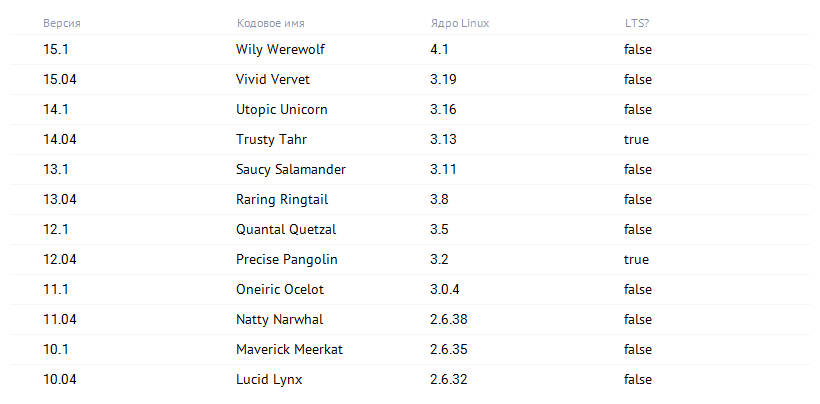 Версия Кодовое имя Ядро Linux LTS?
15.1 Wily Werewolf 4.1 false
15.04 Vivid Vervet 3.19 false
14.1 Utopic Unicorn 3.16 false
14.04 Trusty Tahr 3.13 true
13.1 Saucy Salamander 3.11 false
13.04 Raring Ringtail 3.8 false
12.1 Quantal Quetzal 3.5 false
12.04 Precise Pangolin 3.2 true
11.1 Oneiric Ocelot 3.0.4 false
11.04 Natty Narwhal 2.6.38 false
10.1 Maverick Meerkat 2.6.35 false
10.04 Lucid Lynx 2.6.32 false